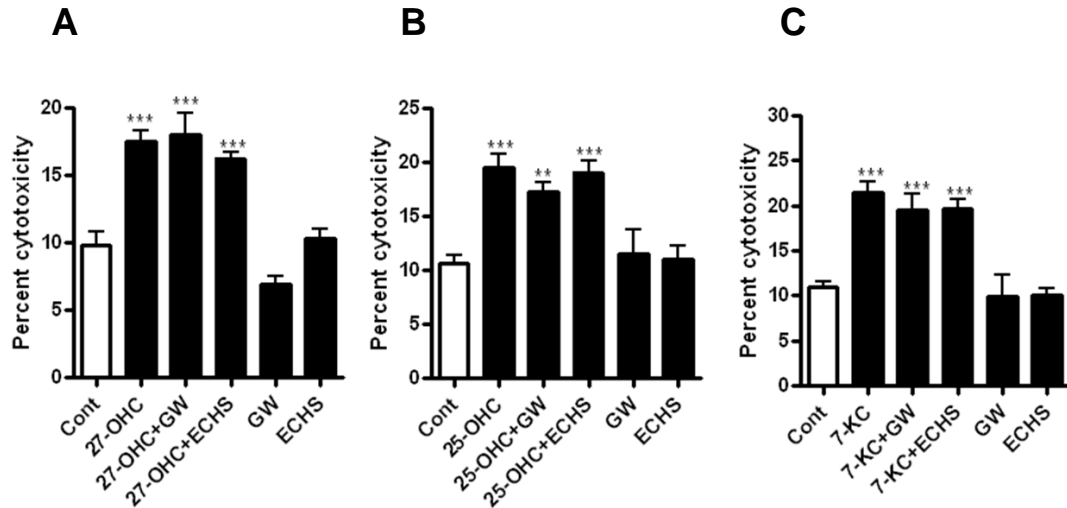 A
B
C
Percent cytotoxicity
20
15
10
5
0
***
***
***
Cont
27-OHC
27-OHC+GW
27-OHC+ECHS
GW
ECHS
Percent cytotoxicity
25
20
15
10
5
0
***
**
***
Cont
25-OHC
25-OHC+GW
25-OHC+ECHS
GW
ECHS
Percent cytotoxicity
30
25
20
15
10
5
0
***
***
***
Cont
7-KC
7-KC+GW
7-KC+ECHS
GW
ECHS